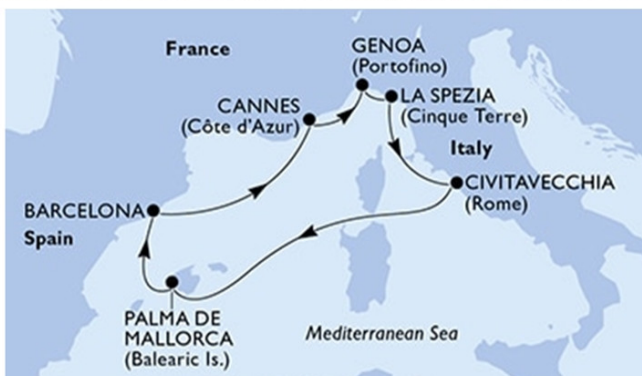 France
GENOA
(Portofino)
CANNES
(Côte d'Azur)
LA SPEZIA
(Cinque Terre)
Italy
CIVITAVECCHIA
(Rome)
BARCELONA
Spain
PALMA DE
MALLORCA
(Balearic Is.)
Mediterranean Sea